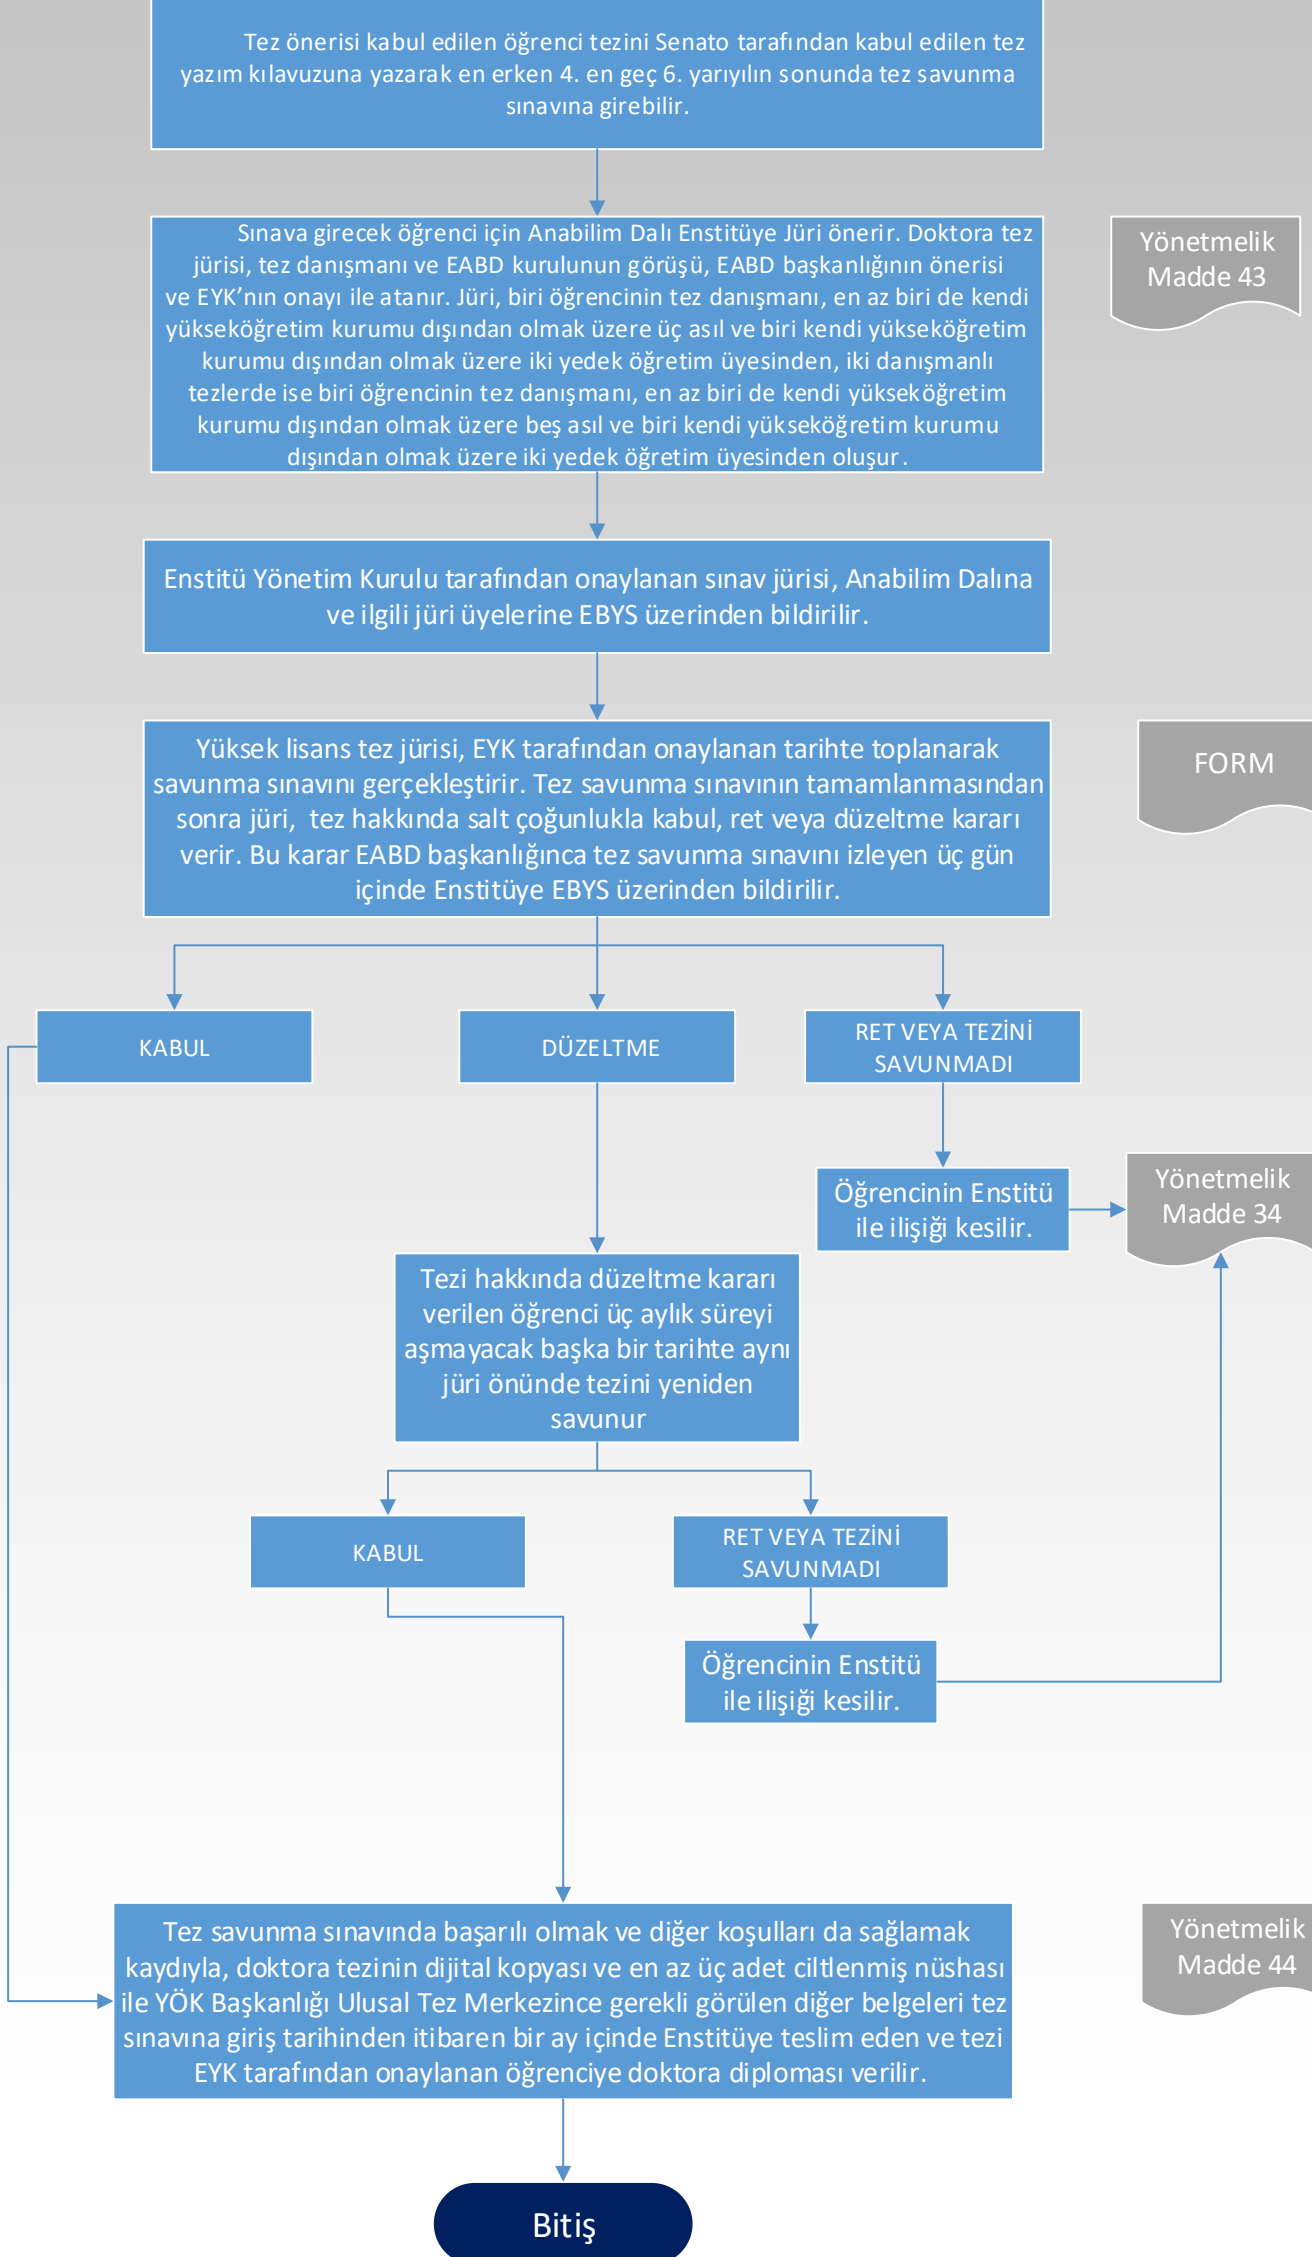 Tez önerisi kabul edilen öğrenci tezini Senato tarafından kabul edilen tez
yazım kılavuzuna yazarak en erken 4. en geç 6. yarıyılın sonunda tez savunma
sınavına girebilir.
Sınava girecek öğrenci için Anabilim Dalı Enstitüye Jüri önerir. Doktora tez
jürisi, tez danışmanı ve EABD kurulunun görüşü, EABD başkanlığının önerisi
ve EYK’nın onayı ile atanır. Jüri, biri öğrencinin tez danışmanı, en az biri de kendi
yükseköğretim kurumu dışından olmak üzere üç asıl ve biri kendi yükseköğretim
kurumu dışından olmak üzere iki yedek öğretim üyesinden, iki danışmanlı
tezlerde ise biri öğrencinin tez danışmanı, en az biri de kendi yükseköğretim
kurumu dışından olmak üzere beş asıl ve biri kendi yükseköğretim kurumu
dışından olmak üzere iki yedek öğretim üyesinden oluşur.
Yönetmelik
Madde 43
Enstitü Yönetim Kurulu tarafından onaylanan sınav jürisi, Anabilim Dalına
ve ilgili jüri üyelerine EBYS üzerinden bildirilir.
Yüksek lisans tez jürisi, EYK tarafından onaylanan tarihte toplanarak
savunma sınavını gerçekleştirir. Tez savunma sınavının tamamlanmasından
sonra jüri, tez hakkında salt çoğunlukla kabul, ret veya düzeltme kararı
verir. Bu karar EABD başkanlığınca tez savunma sınavını izleyen üç gün
içinde Enstitüye EBYS üzerinden bildirilir.
FORM
KABUL
DÜZELTME
RET VEYA TEZİNİ
SAVUNMADI
Öğrencinin Enstitü
ile ilişiği kesilir.
Yönetmelik
Madde 34
Tezi hakkında düzeltme kararı
verilen öğrenci üç aylık süreyi
aşmayacak başka bir tarihte aynı
jüri önünde tezini yeniden
savunur
KABUL
RET VEYA TEZİNİ
SAVUNMADI
Öğrencinin Enstitü
ile ilişiği kesilir.
Tez savunma sınavında başarılı olmak ve diğer koşulları da sağlamak
kaydıyla, doktora tezinin dijital kopyası ve en az üç adet ciltlenmiş nüshası
ile YÖK Başkanlığı Ulusal Tez Merkezince gerekli görülen diğer belgeleri tez
sınavına giriş tarihinden itibaren bir ay içinde Enstitüye teslim eden ve tezi
EYK tarafından onaylanan öğrenciye doktora diploması verilir.
Yönetmelik
Madde 44
Bitiş